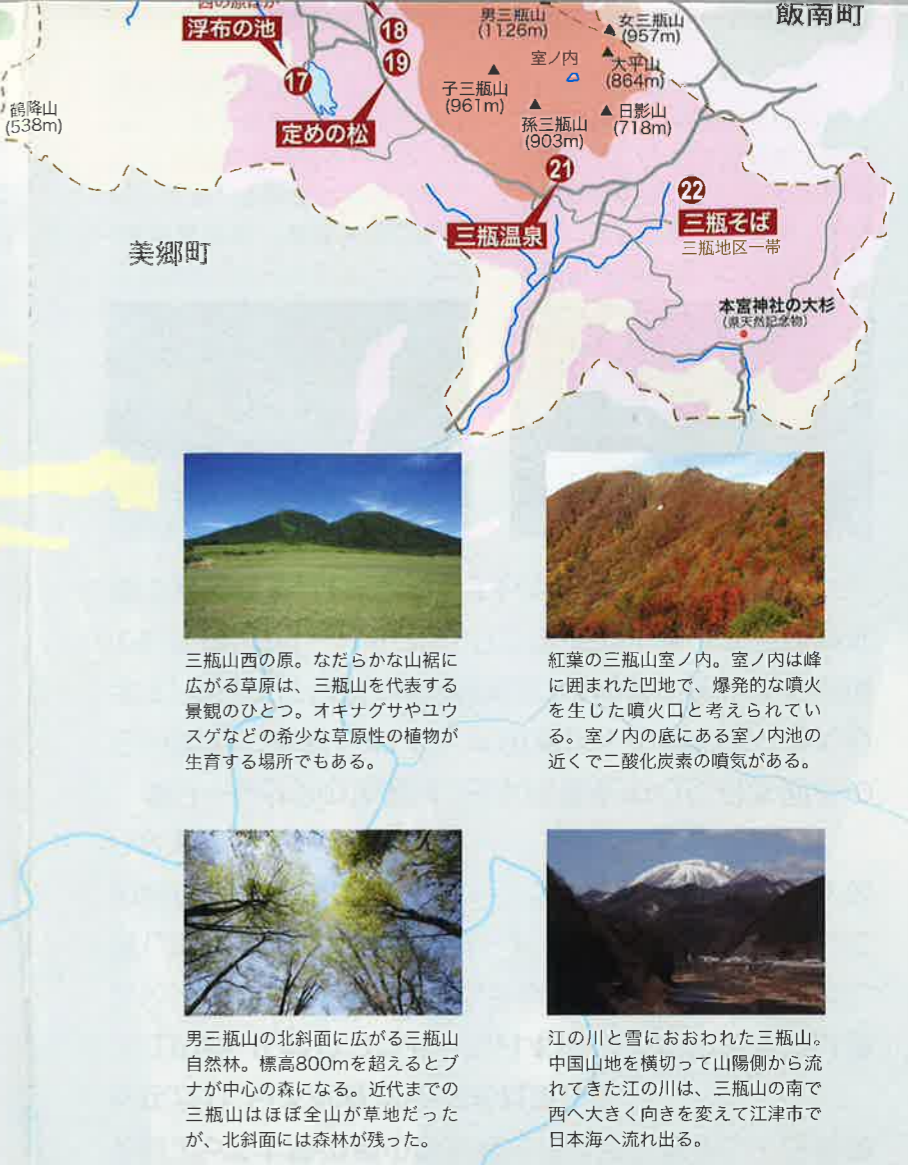 飯南町
男三瓶山
(1126m)
女三瓶山
(957m)
浮布の池
18
19
室ノ内
大平山
(864m)
17
子三瓶山
(961m)
鶴降山
(538m)
定めの松
孫三瓶山
(903m)
日影山
(718m)
21
22
三瓶そば
三瓶地区一帯
三瓶温泉
美郷町
本宮神社の大杉
(県天然記念物)
三瓶山西の原。なだらかな山裾に
広がる草原は、三瓶山を代表する
景観のひとつ。オキナグサやユウ
スゲなどの希少な草原性の植物が
生育する場所でもある。
紅葉の三瓶山室ノ内。室ノ内は峰
に囲まれた凹地で、爆発的な噴火
を生じた噴火口と考えられてい
る。室ノ内の底にある室ノ内池の
近くで二酸化炭素の噴気がある。
男三瓶山の北斜面に広がる三瓶山
自然林。標高800mを超えるとブ
ナが中心の森になる。近代までの
三瓶山はほぼ全山が草地だった
が、北斜面には森林が残った。
江の川と雪におおわれた三瓶山。
中国山地を横切って山陽側から流
れてきた江の川は、三瓶山の南で
西へ大きく向きを変えて江津市で
日本海へ流れ出る。